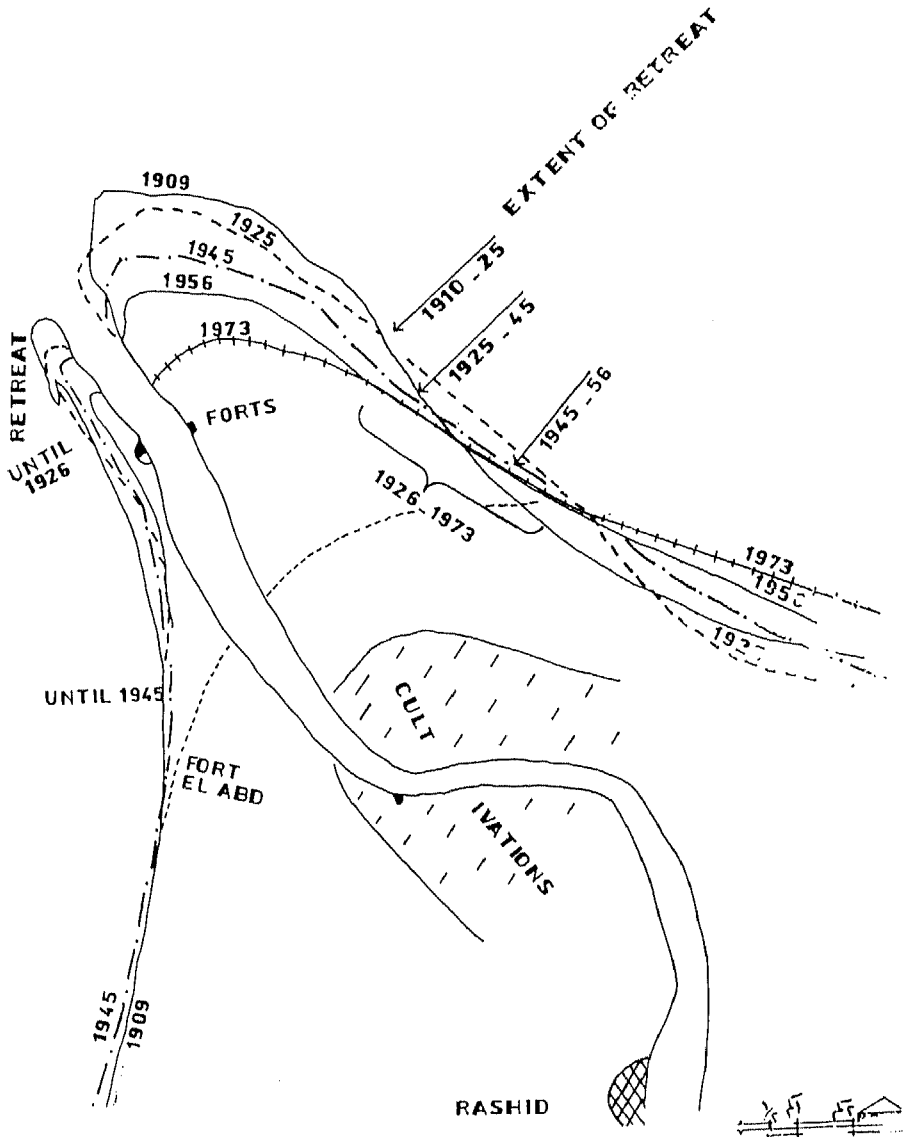 EXTENT OF RETREAT
1909
1925
1945
1956
1973
1910 - 25
1925 - 45
1945 - 56
RETREAT
UNTIL
1926
FORTS
1926 - 1973
1973
UNTIL 1945
FORT
EL ABD
CULT
IVATIONS
1945
1909
RASHID